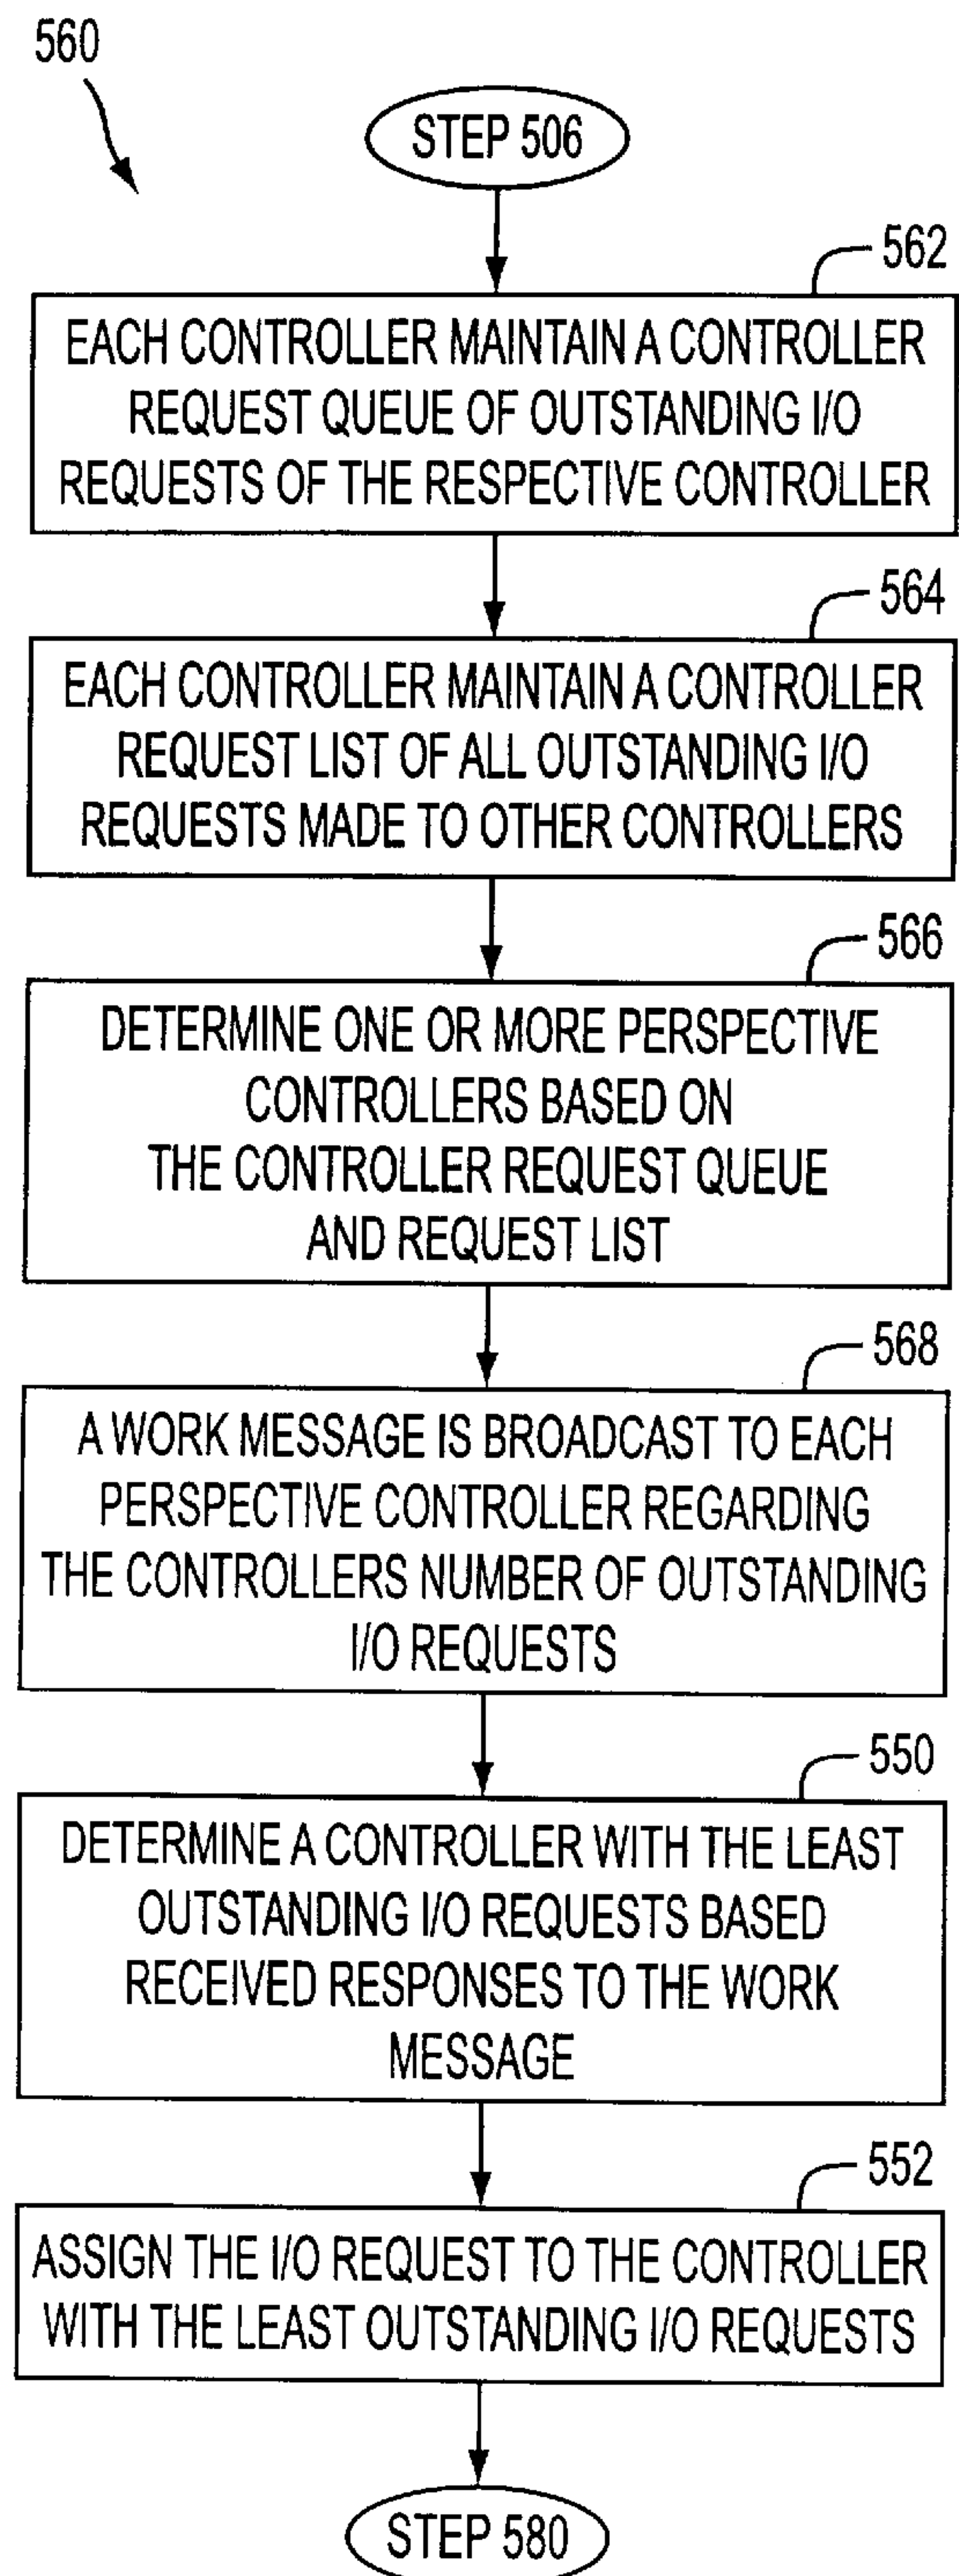 560
STEP 506
562
EACH CONTROLLER MAINTAIN A CONTROLLER
REQUEST QUEUE OF OUTSTANDING I/O
REQUESTS OF THE RESPECTIVE CONTROLLER
564
EACH CONTROLLER MAINTAIN A CONTROLLER
REQUEST LIST OF ALL OUTSTANDING I/O
REQUESTS MADE TO OTHER CONTROLLERS
566
DETERMINE ONE OR MORE PERSPECTIVE
CONTROLLERS BASED ON
THE CONTROLLER REQUEST QUEUE
AND REQUEST LIST
568
A WORK MESSAGE IS BROADCAST TO EACH
PERSPECTIVE CONTROLLER REGARDING
THE CONTROLLERS NUMBER OF OUTSTANDING
I/O REQUESTS
550
DETERMINE A CONTROLLER WITH THE LEAST
OUTSTANDING I/O REQUESTS BASED
RECEIVED RESPONSES TO THE WORK
MESSAGE
552
ASSIGN THE I/O REQUEST TO THE CONTROLLER
WITH THE LEAST OUTSTANDING I/O REQUESTS
STEP 580